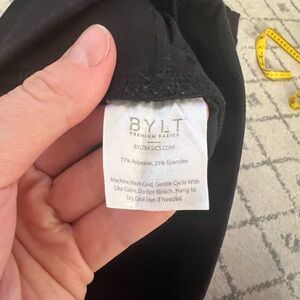 BYLT
PREMIUM BASICS
BYLTBASICS.COM
77% Polyester, 23% Spandex
Machine Wash Cold, Gentle Cycle With
Like Color, Do Not Bleach. Hang to
Dry, Cool Iron If Needed